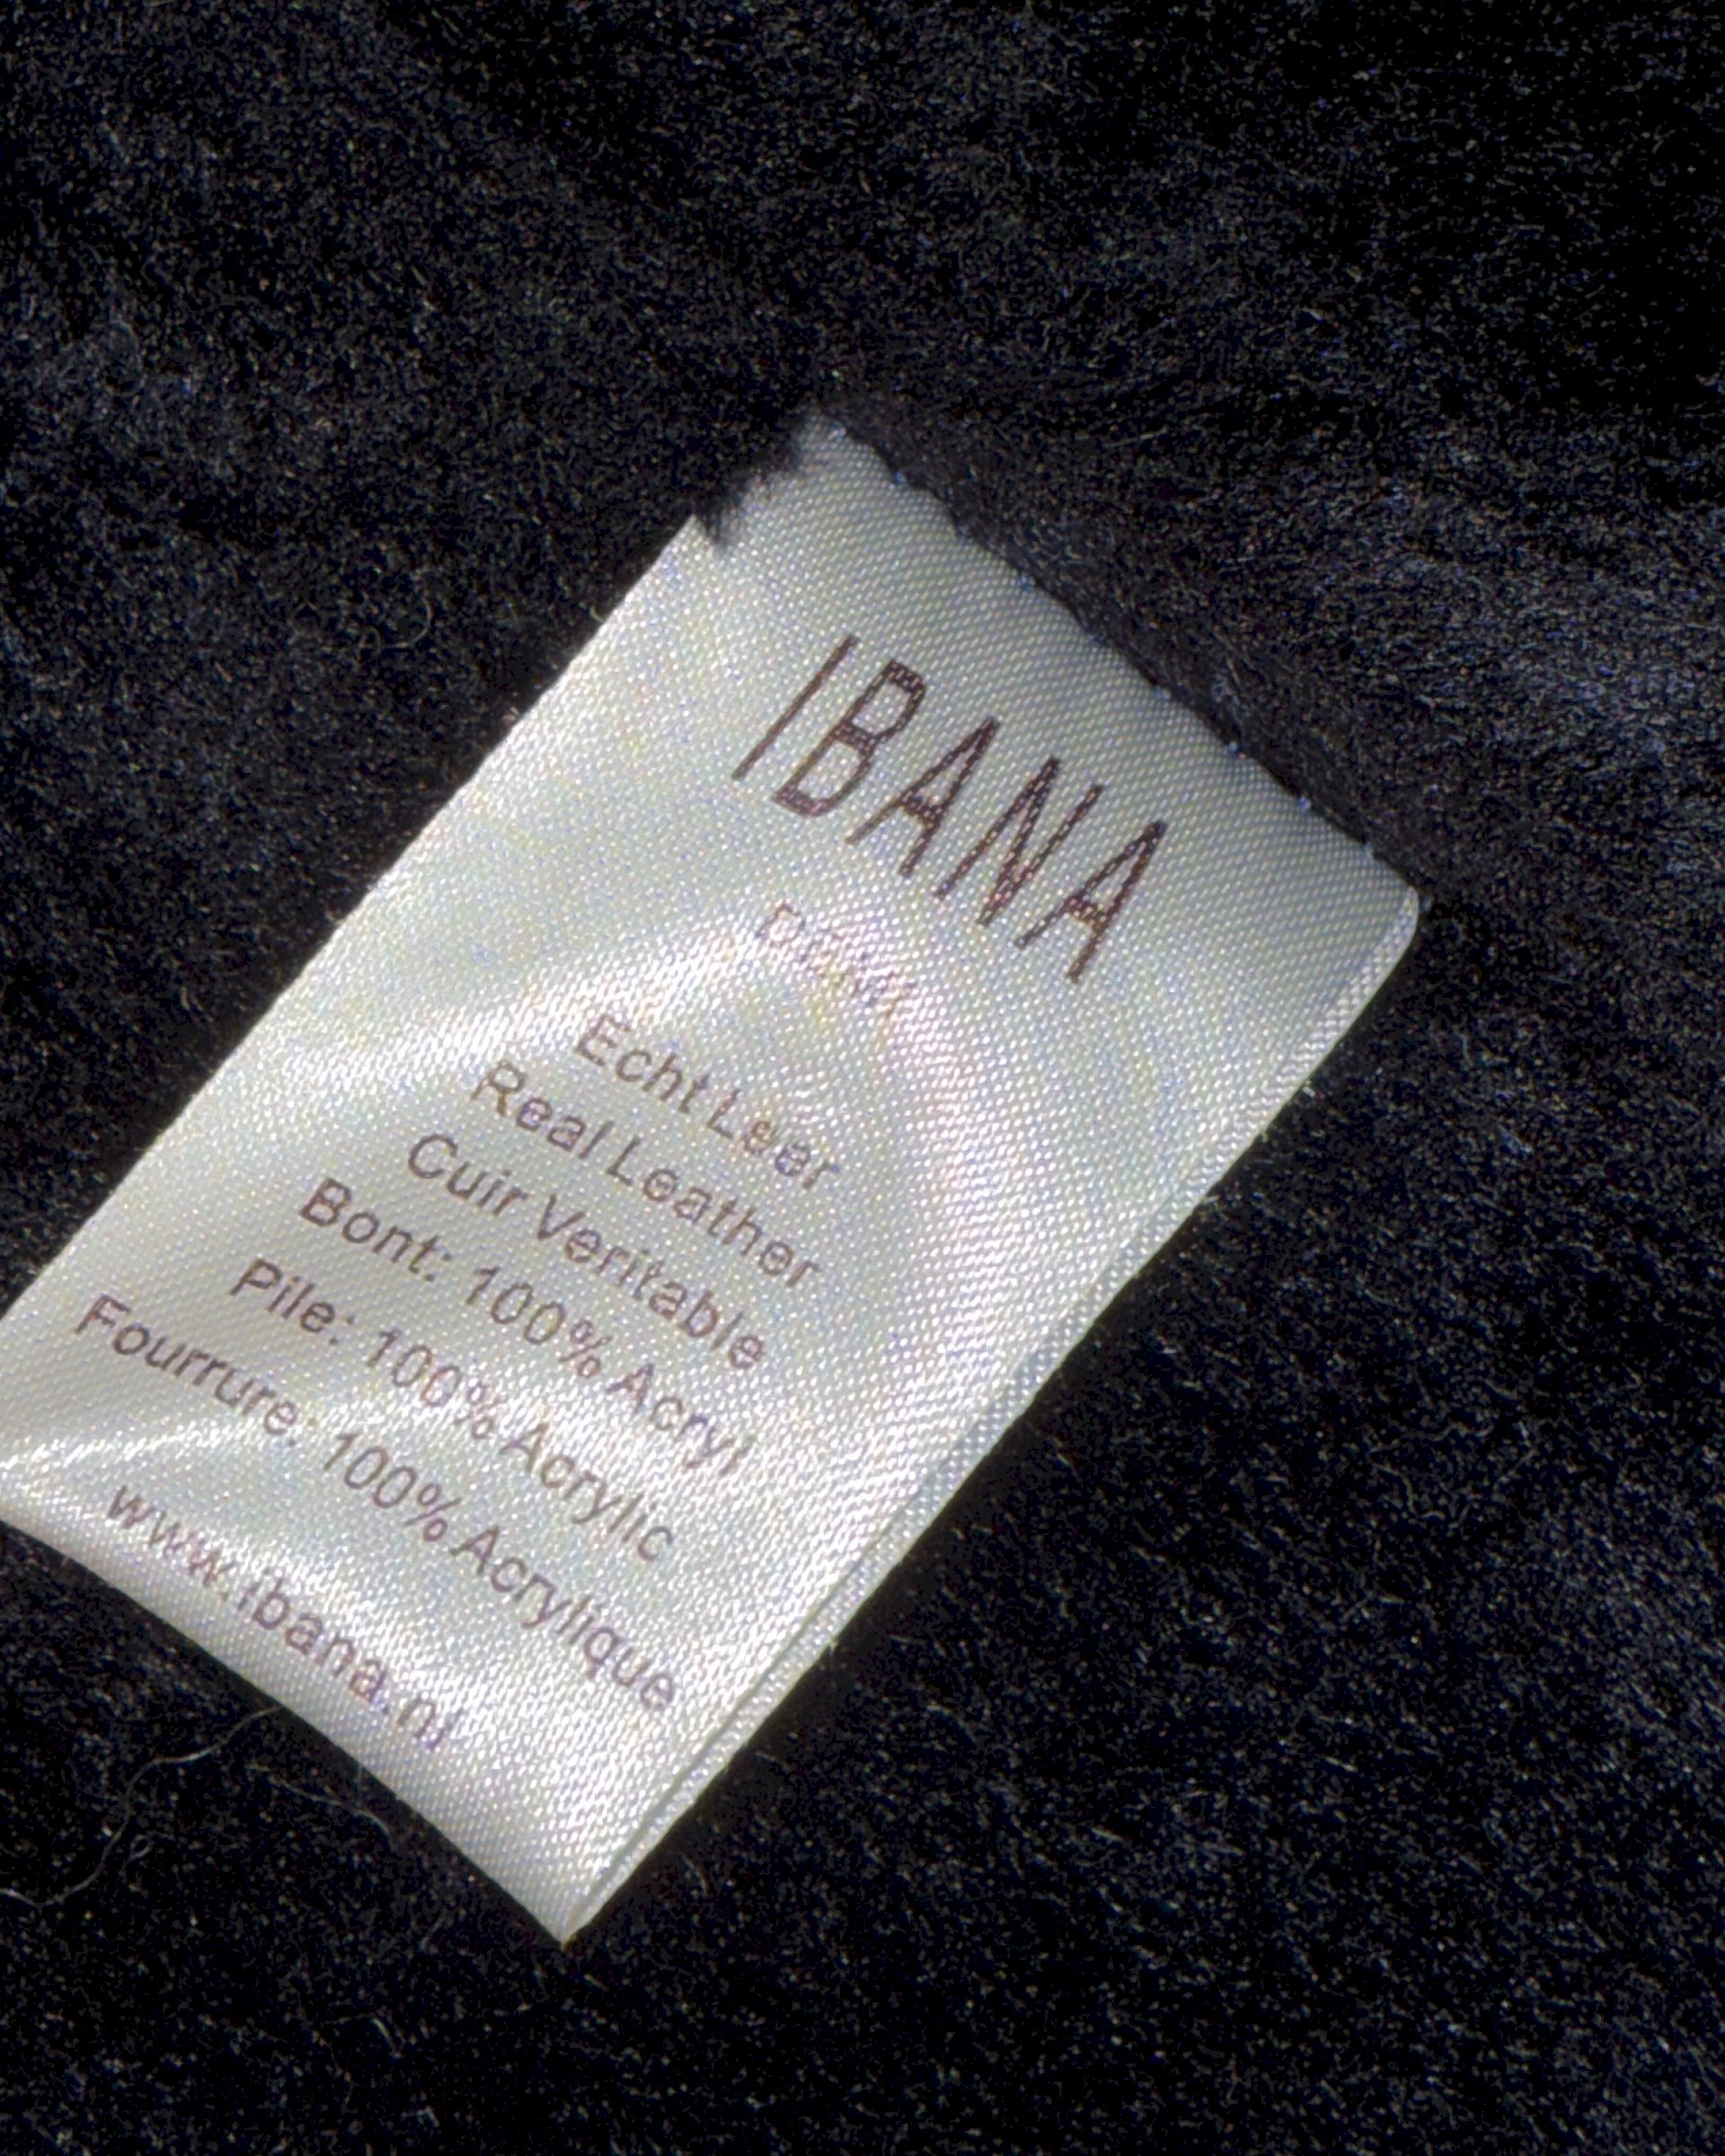 IBANA
Echt Leer
Real Leather
Cuir Veritable
Bont: 100% Acryl
Pile: 100% Acrylic
Fourrure: 100% Acrylique
www.ibana.nl